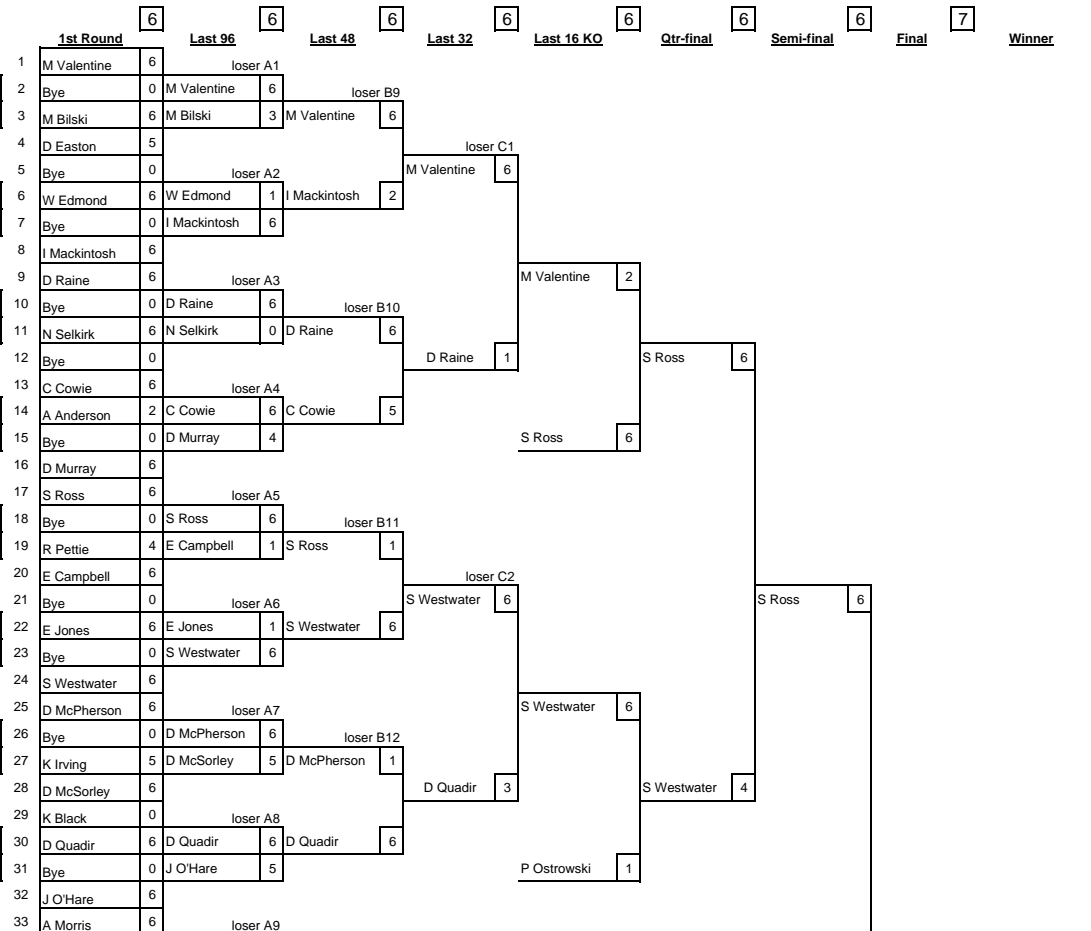 6 6 6 6 6 6 6 7
1st Round Last 96 Last 48 Last 32 Last 16 KO Qtr-final Semi-final Final Winner
1 M Valentine 6 loser A1
2 Bye 0 M Valentine 6 loser B9
3 M Bilski 6 M Bilski 3 M Valentine 6
4 D Easton 5 loser C1
5 Bye 0 loser A2 M Valentine 6
6 W Edmond 6 W Edmond 1 I Mackintosh 2
7 Bye 0 I Mackintosh 6
8 I Mackintosh 6
9 D Raine 6 loser A3 M Valentine 2
10 Bye 0 D Raine 6 loser B10
11 N Selkirk 6 N Selkirk 0 D Raine 6
12 Bye 0 D Raine 1 S Ross 6
13 C Cowie 6 loser A4
14 A Anderson 2 C Cowie 6 C Cowie 5
15 Bye 0 D Murray 4 S Ross 6
16 D Murray 6
17 S Ross 6 loser A5
18 Bye 0 S Ross 6 loser B11
19 R Pettie 4 E Campbell 1 S Ross 1
20 E Campbell 6 loser C2
21 Bye 0 loser A6 S Westwater 6 S Ross 6
22 E Jones 6 E Jones 1 S Westwater 6
23 Bye 0 S Westwater 6
24 S Westwater 6
25 D McPherson 6 loser A7 S Westwater 6
26 Bye 0 D McPherson 6 loser B12
27 K Irving 5 D McSorley 5 D McPherson 1
28 D McSorley 6 D Quadir 3 S Westwater 4
29 K Black 0 loser A8
30 D Quadir 6 D Quadir 6 D Quadir 6
31 Bye 0 J O'Hare 5 P Ostrowski 1
32 J O'Hare 6
33 A Morris 6 loser A9